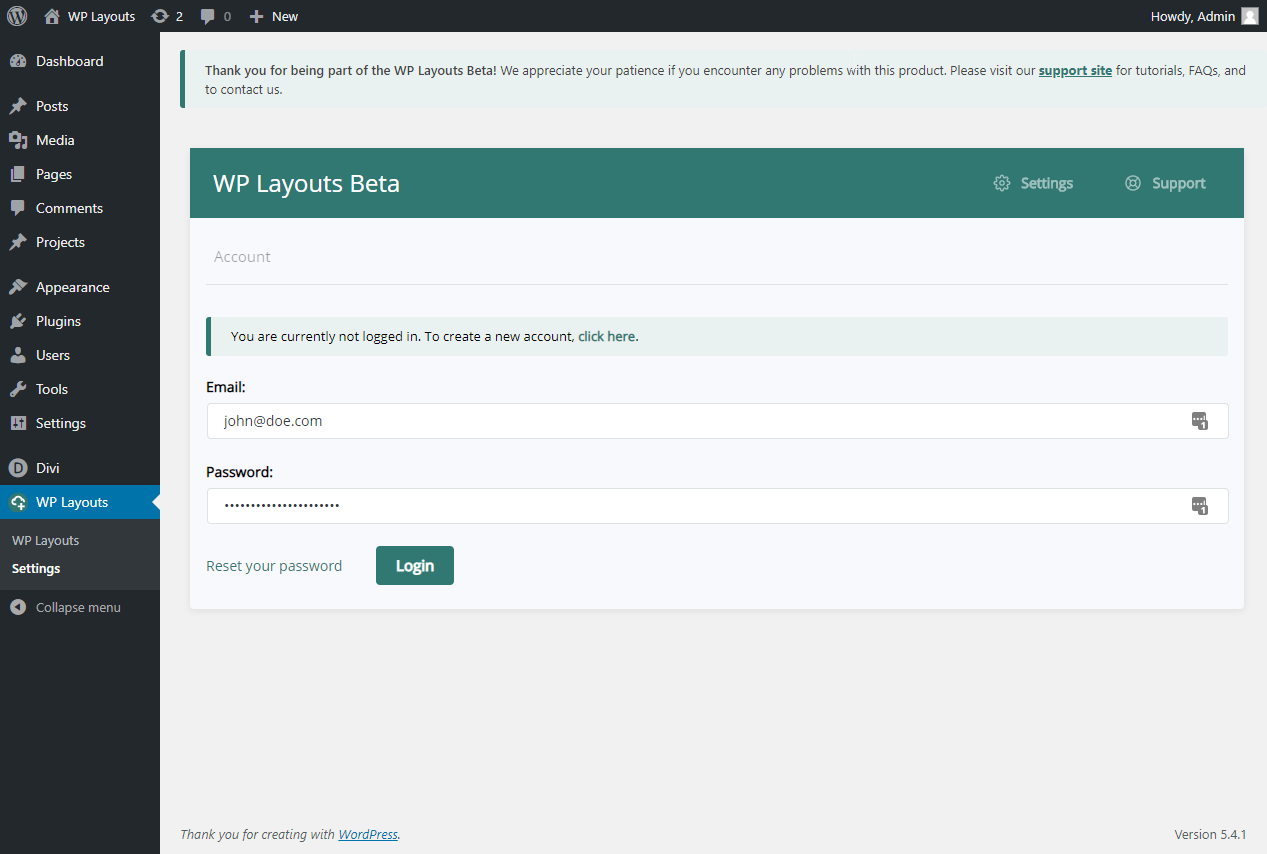 WP Layouts 2 0 New Howdy, Admin
Dashboard
Posts
Media
Pages
Comments
Projects
Appearance
Plugins
Users
Tools
Settings
Divi
WP Layouts
WP Layouts
Settings
Collapse menu
Thank you for being part of the WP Layouts Beta! We appreciate your patience if you encounter any problems with this product. Please visit our support site for tutorials, FAQs, and
to contact us.
WP Layouts Beta Settings Support
Account
You are currently not logged in. To create a new account, click here.
Email:
john@doe.com
1
Password:
••••••••••••••••••••••
1
Reset your password Login
Thank you for creating with WordPress. Version 5.4.1